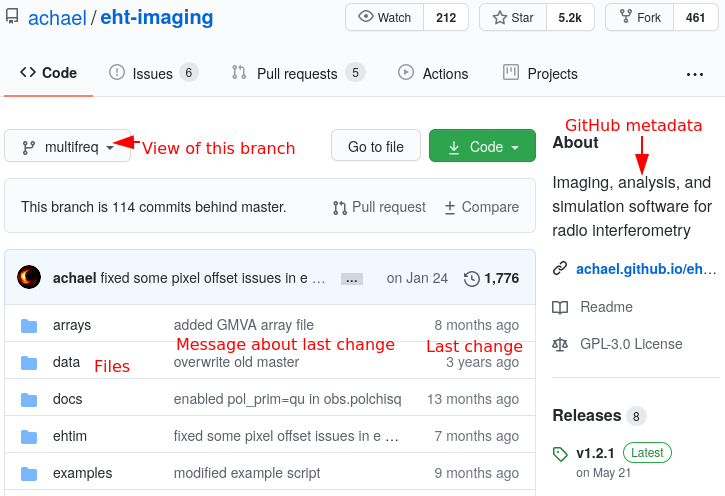 achael / eht-imaging
Watch 212
Star 5.2k
Fork 461
Code
Issues 6
Pull requests 5
Actions
Projects
...
multifreq
View of this branch
Go to file
Code
This branch is 114 commits behind master.
Pull request
Compare
achael fixed some pixel offset issues in e … ... on Jan 24 1,776
arrays added GMVA array file 8 months ago
Message about last change
Last change
data overwrite old master 3 years ago
Files
docs enabled pol_prim=qu in obs.polchisq 13 months ago
ehtim fixed some pixel offset issues in e … 7 months ago
examples modified example script 9 months ago
GitHub metadata
About
Imaging, analysis, and
simulation software for
radio interferometry
achael.github.io/eh…
Readme
GPL-3.0 License
Releases 8
v1.2.1 Latest
on May 21